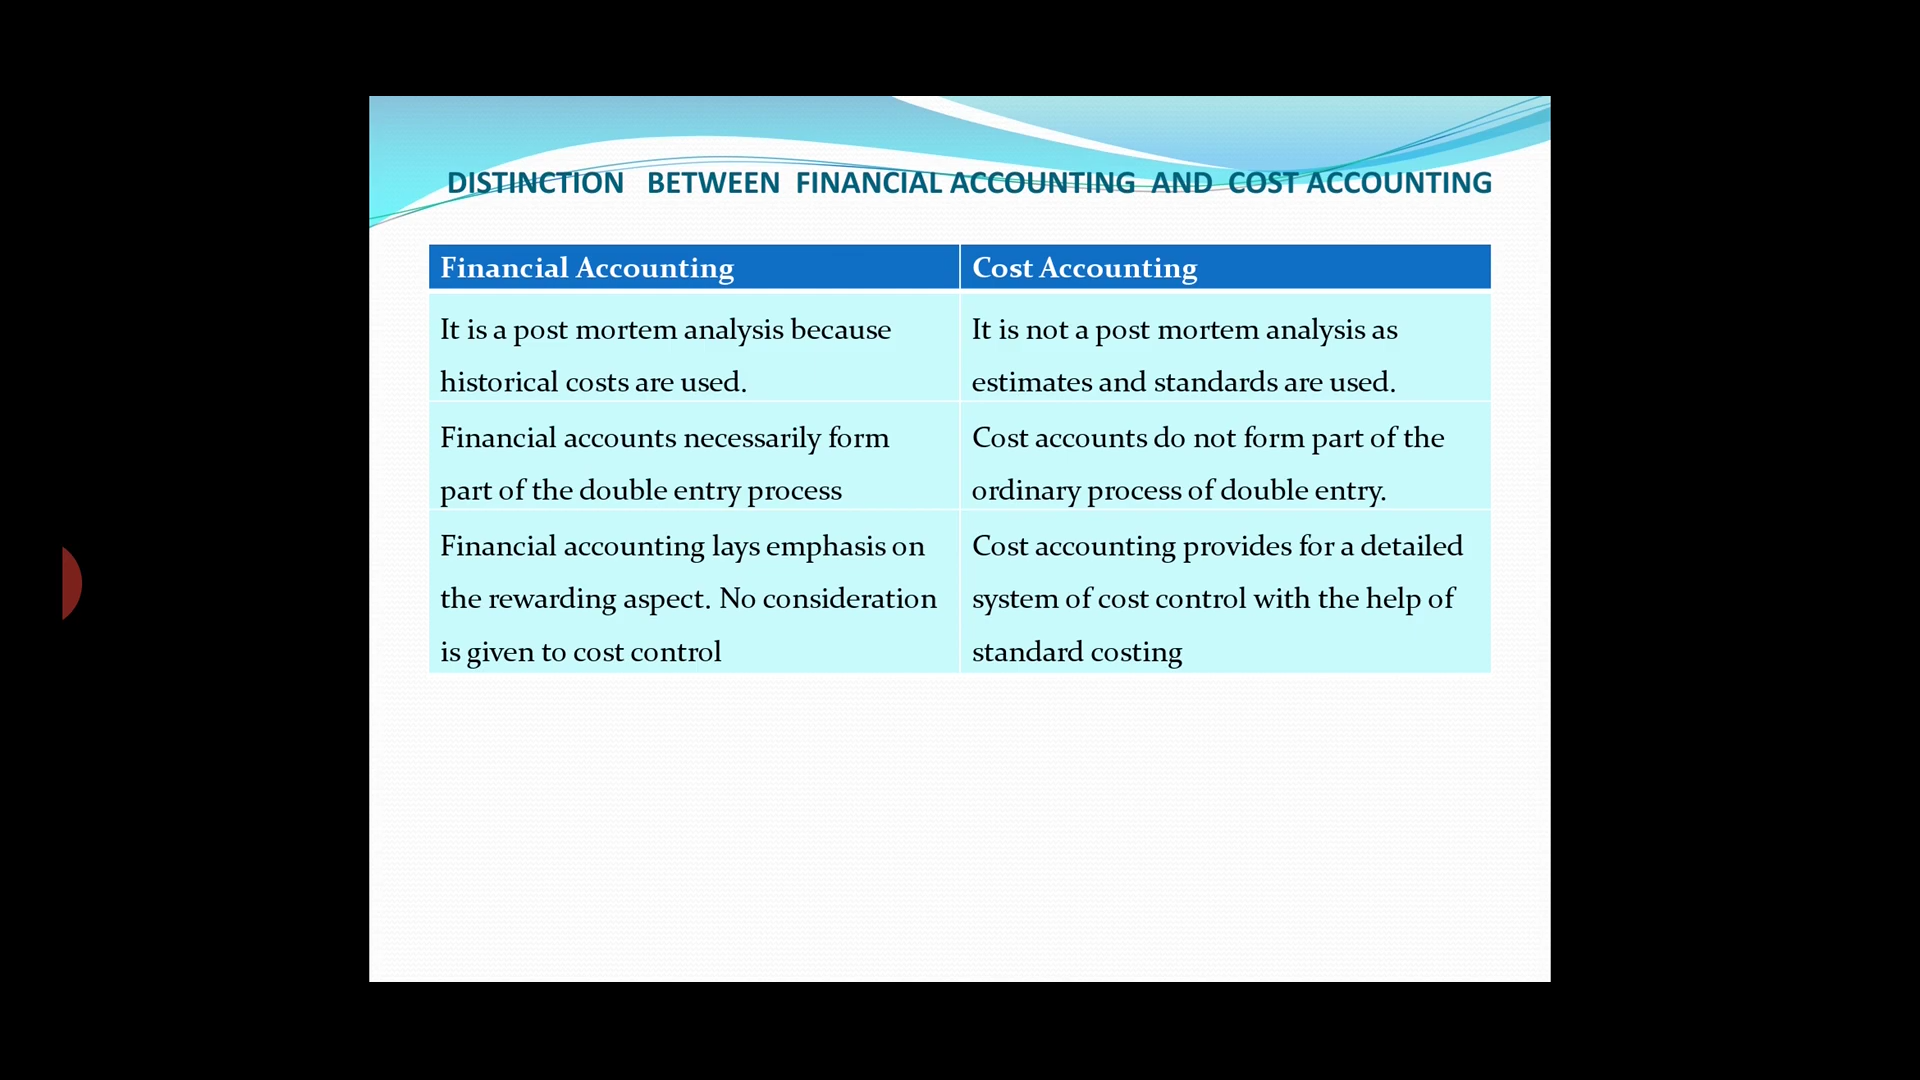 DISTINCTION BETWEEN FINANCIAL ACCOUNTING AND COST ACCOUNTING
Financial Accounting
Cost Accounting
It is a post mortem analysis because
historical costs are used.
It is not a post mortem analysis as
estimates and standards are used.
Financial accounts necessarily form
part of the double entry process
Cost accounts do not form part of the
ordinary process of double entry.
Financial accounting lays emphasis on
the rewarding aspect. No consideration
is given to cost control
Cost accounting provides for a detailed
system of cost control with the help of
standard costing